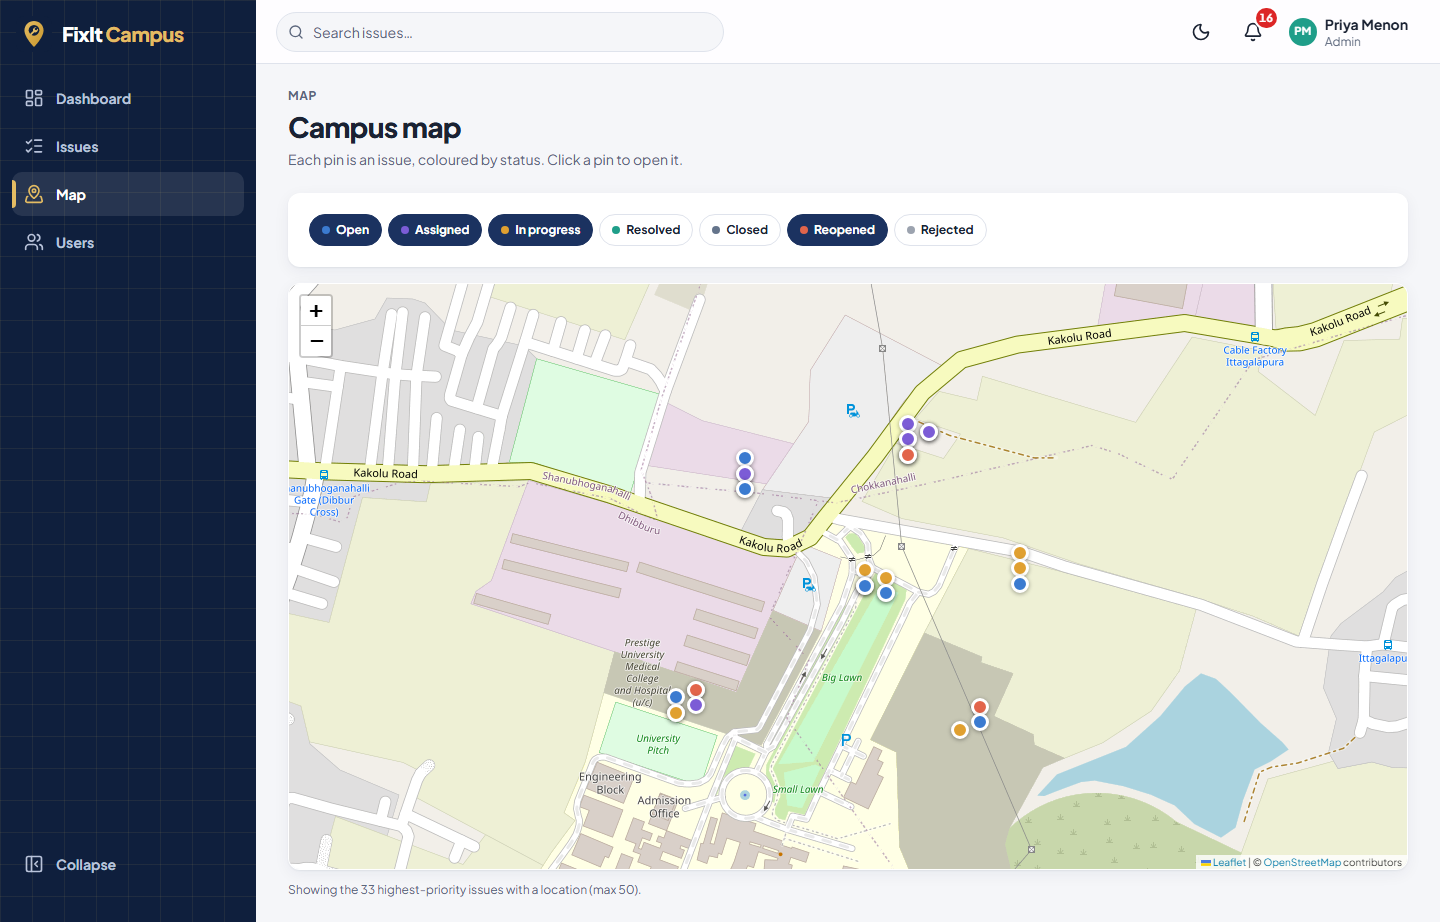 FixIt Campus
Search issues...
16
PM
Priya Menon
Admin
Dashboard
Issues
Map
Users
Collapse
MAP
Campus map
Each pin is an issue, coloured by status. Click a pin to open it.
Open
Assigned
In progress
Resolved
Closed
Reopened
Rejected
+
−
Kakolu Road
Kakolu Road
Cable Factory
Ittagalapura
P
Kakolu Road
anubhoganahalli
Gate (Dibbur
Cross)
Shanubhoganahalli
Dhibburu
Chokkanahalli
Kakolu Road
P
Prestige
University
Medical
College
and Hospital
(u/c)
Big Lawn
Ittagalapu
University
Pitch
P
Engineering
Block
Small Lawn
Admission
Office
Leaflet | © OpenStreetMap contributors
Showing the 33 highest-priority issues with a location (max 50).